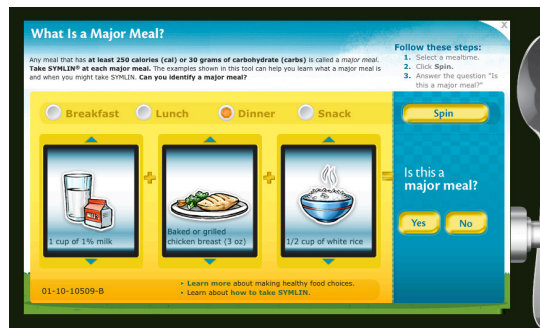 X
What Is a Major Meal?
Any meal that has at least 250 calories (cal) or 30 grams of carbohydrate (carbs) is called a major meal.
Take SYMLIN® at each major meal. The examples shown in this tool can help you learn what a major meal is
and when you might take SYMLIN. Can you identify a major meal?
Follow these steps:
1. Select a mealtime.
2. Click Spin.
3. Answer the question "Is
this a major meal?"
Breakfast Lunch Dinner Snack
Spin
MILK
1 cup of 1% milk
+
Baked or grilled
chicken breast (3 oz)
+
1/2 cup of white rice
=
Is this a
major meal?
Yes No
01-10-10509-B
• Learn more about making healthy food choices.
• Learn about how to take SYMLIN.